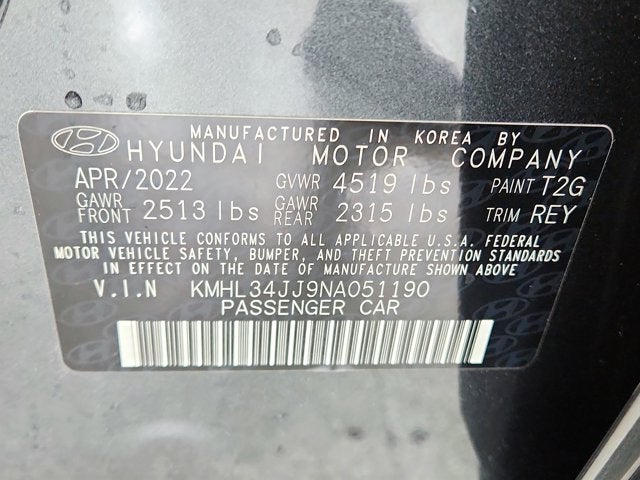 MANUFACTURED IN KOREA BY
HYUNDAI MOTOR COMPANY
APR/2022 GVWR 4519 lbs PAINT T2G
GAWR FRONT 2513 lbs GAWR REAR 2315 lbs TRIM REY
THIS VEHICLE CONFORMS TO ALL APPLICABLE U.S.A. FEDERAL
MOTOR VEHICLE SAFETY, BUMPER, AND THEFT PREVENTION STANDARDS
IN EFFECT ON THE DATE OF MANUFACTURE SHOWN ABOVE
V.I.N KMHL34JJ9NA051190
PASSENGER CAR